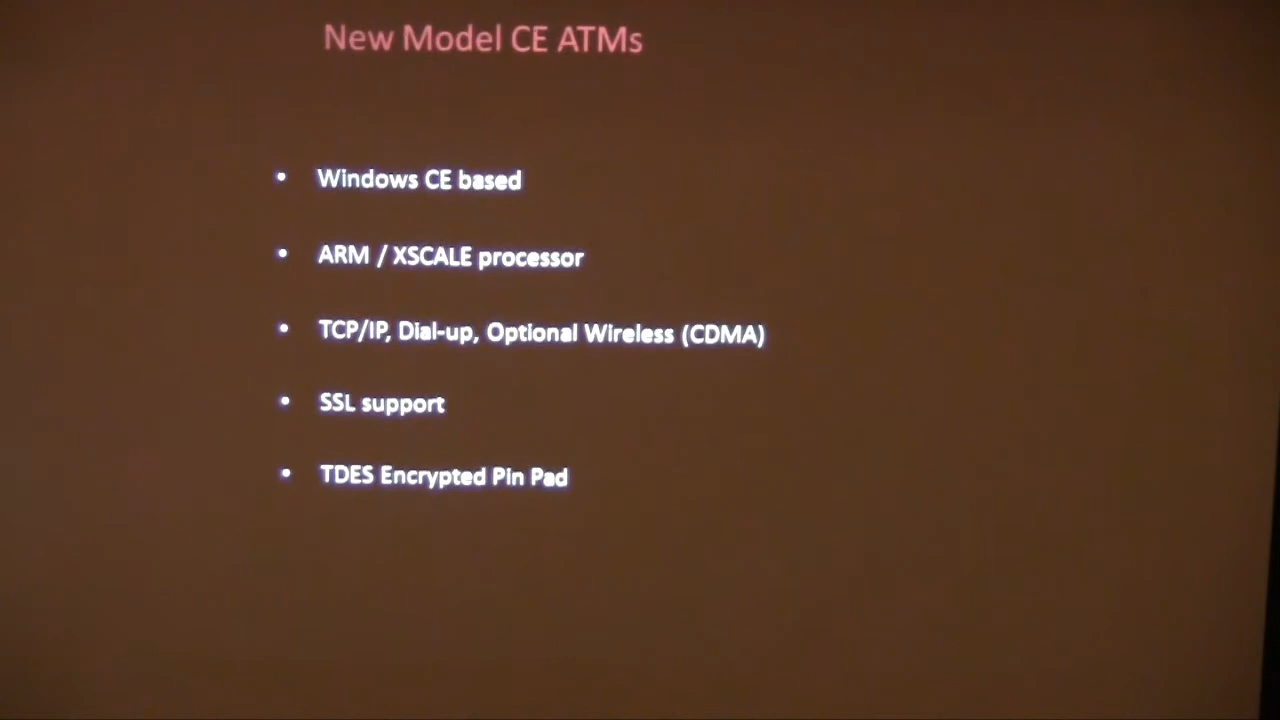 New Model CE ATMs
• Windows CE based
• ARM / XSCALE processor
• TCP/IP, Dial-up, Optional Wireless (CDMA)
• SSL support
• TDES Encrypted Pin Pad